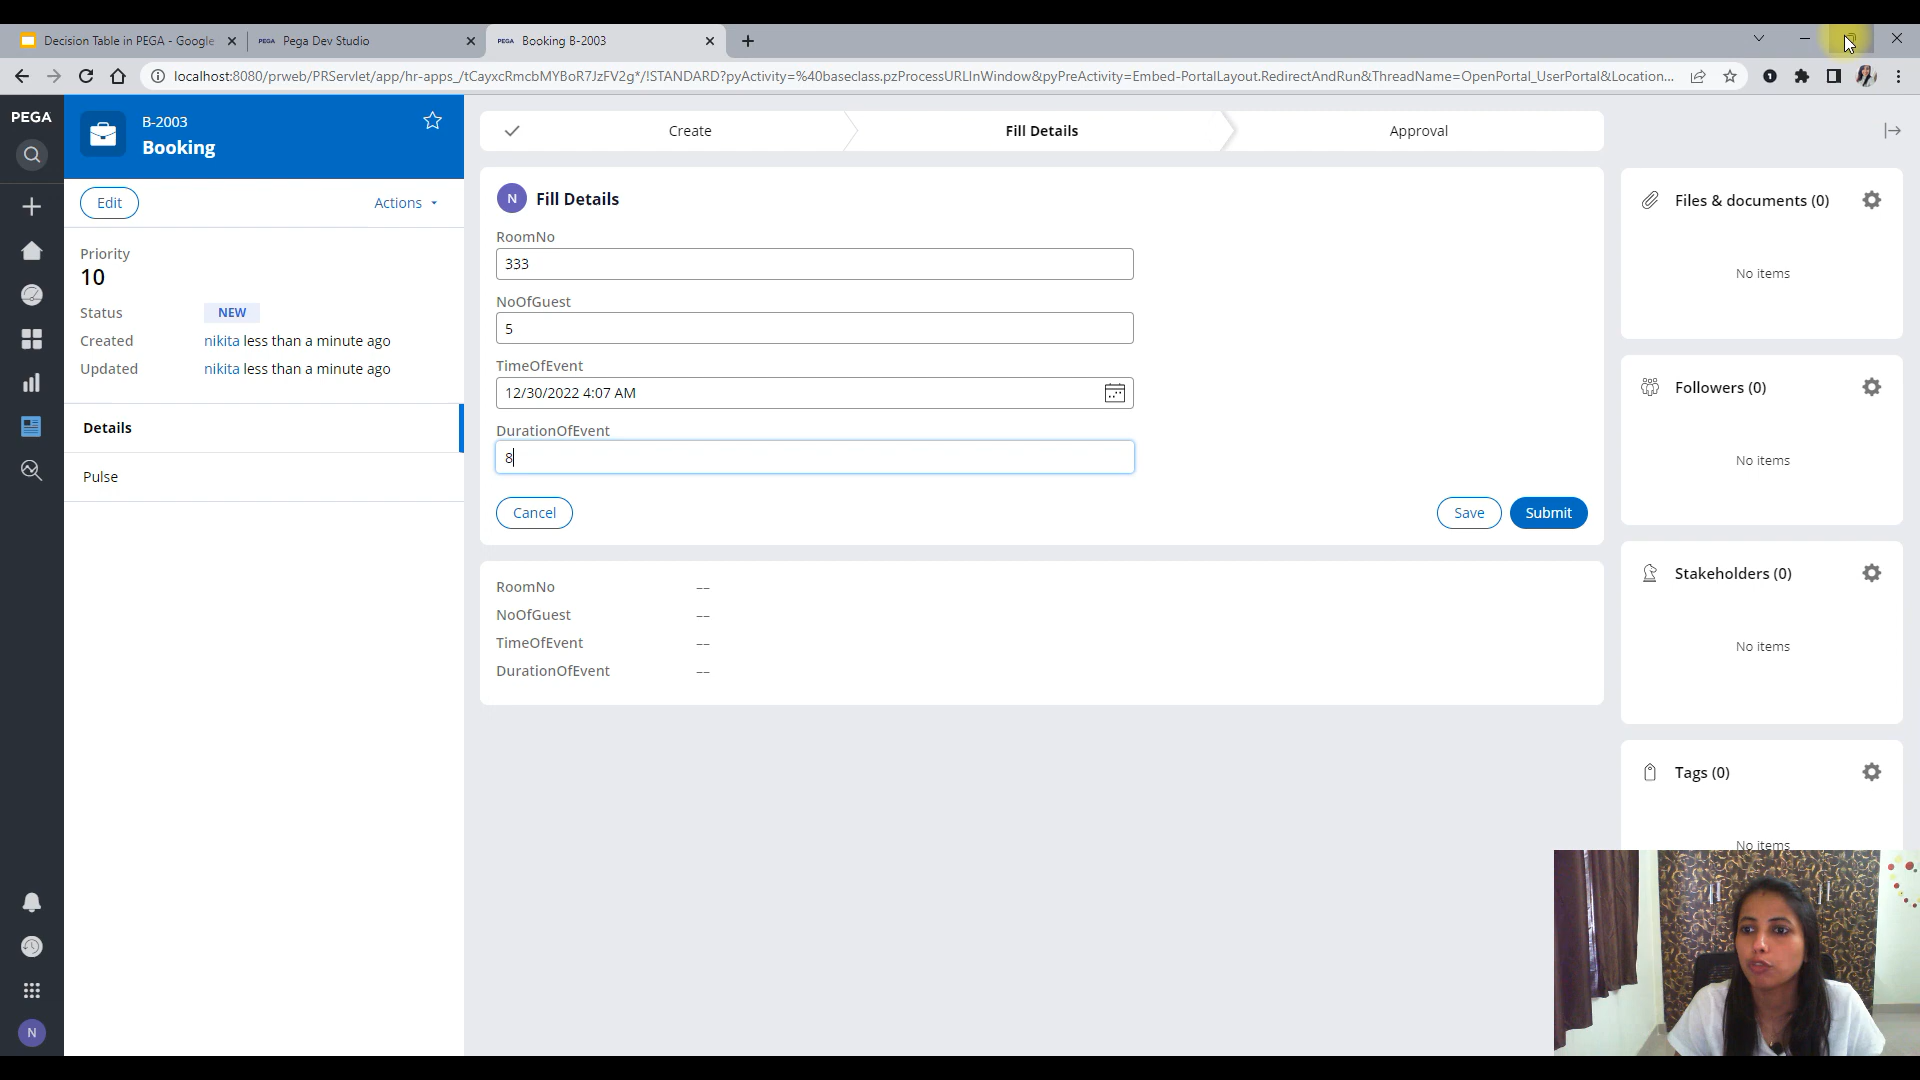 Decision Table in PEGA - Google
PEGA Pega Dev Studio
PEGA Booking B-2003
localhost:8080/prweb/PRServlet/app/hr-apps_/tCayxcRmcbMYBoR7JzFV2g*/!STANDARD?pyActivity=%40baseclass.pzProcessURLInWindow&pyPreActivity=Embed-PortalLayout.RedirectAndRun&ThreadName=OpenPortal_UserPortal&Location...
PEGA
B-2003
Booking
Edit
Actions
Priority
10
Status NEW
Created nikita less than a minute ago
Updated nikita less than a minute ago
Details
Pulse
N
Create
Fill Details
Approval
N Fill Details
RoomNo
333
NoOfGuest
5
TimeOfEvent
12/30/2022 4:07 AM
DurationOfEvent
8
Cancel
Save
Submit
RoomNo --
NoOfGuest --
TimeOfEvent --
DurationOfEvent --
Files & documents (0)
No items
Followers (0)
No items
Stakeholders (0)
No items
Tags (0)
No items